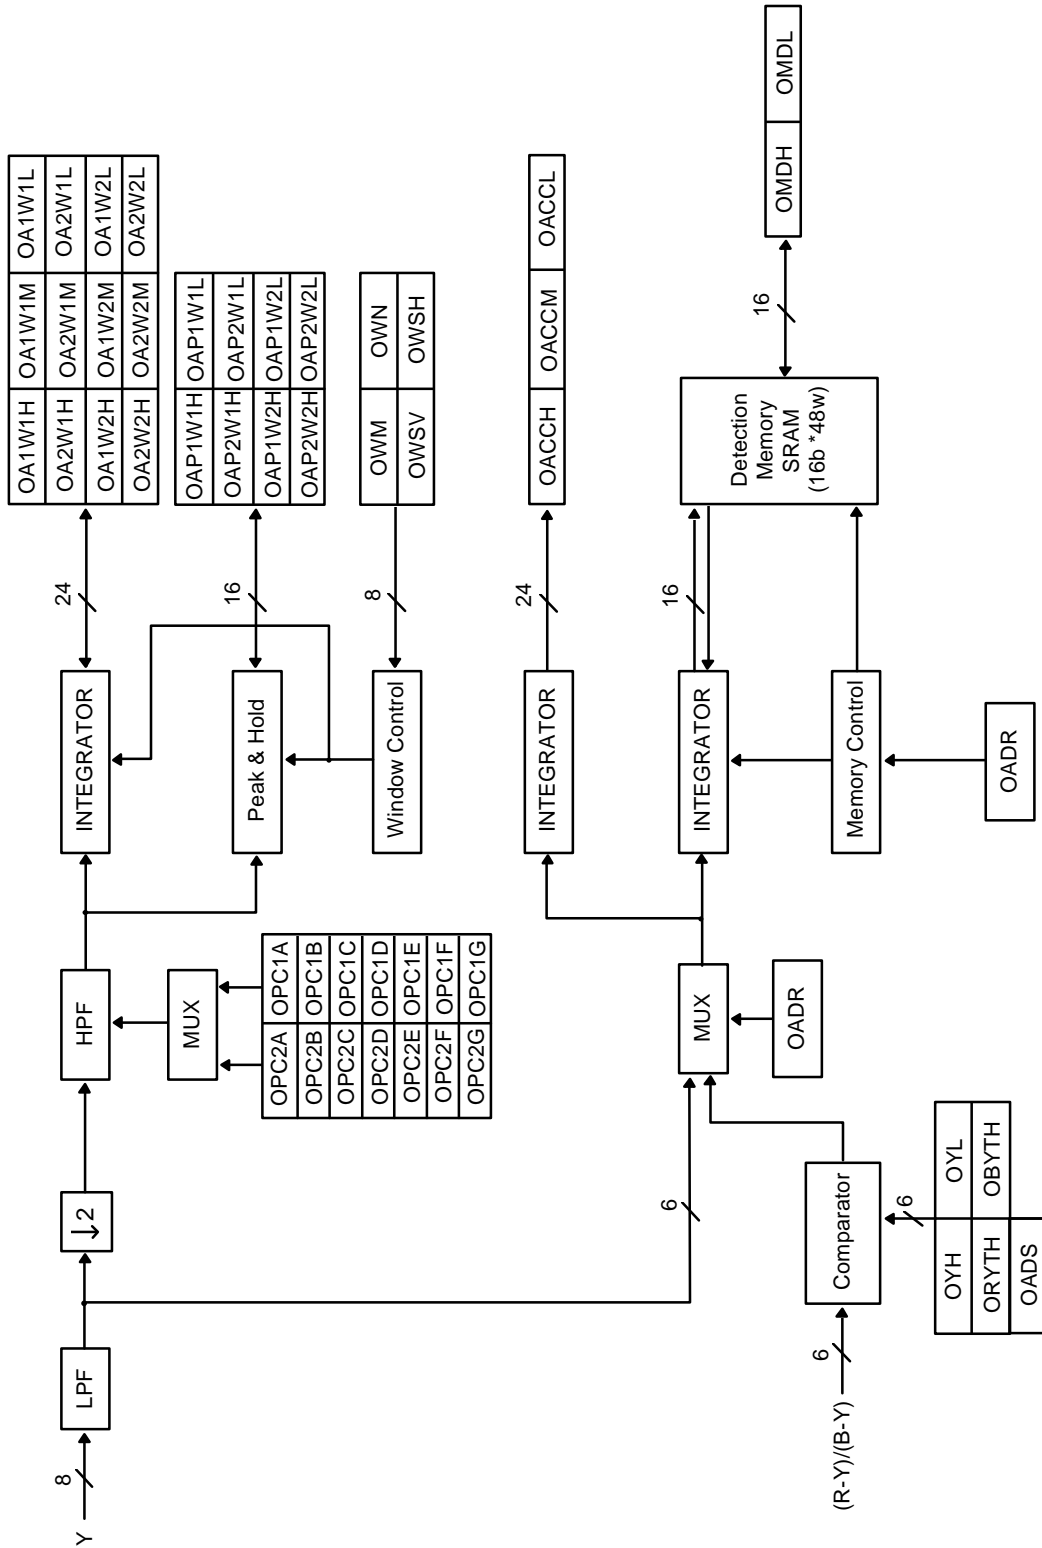 Y
8
LPF
2
HPF
MUX
OPC2A OPC1A
OPC2B OPC1B
OPC2C OPC1C
OPC2D OPC1D
OPC2E OPC1E
OPC2F OPC1F
OPC2G OPC1G
INTEGRATOR
24
OA1W1H OA1W1M OA1W1L
OA2W1H OA2W1M OA2W1L
OA1W2H OA1W2M OA1W2L
OA2W2H OA2W2M OA2W2L
Peak & Hold
16
OAP1W1H OAP1W1L
OAP2W1H OAP2W1L
OAP1W2H OAP1W2L
OAP2W2H OAP2W2L
Window Control
8
OWM OWN
OWSV OWSH
INTEGRATOR
24
OACCH OACCM OACCL
6
MUX
OADR
INTEGRATOR
16
Detection
Memory
SRAM
(16b *48w)
16
OMDH OMDL
Memory Control
OADR
(R-Y)/(B-Y)
6
Comparator
6
OYH OYL
ORYTH OBYTH
OADS